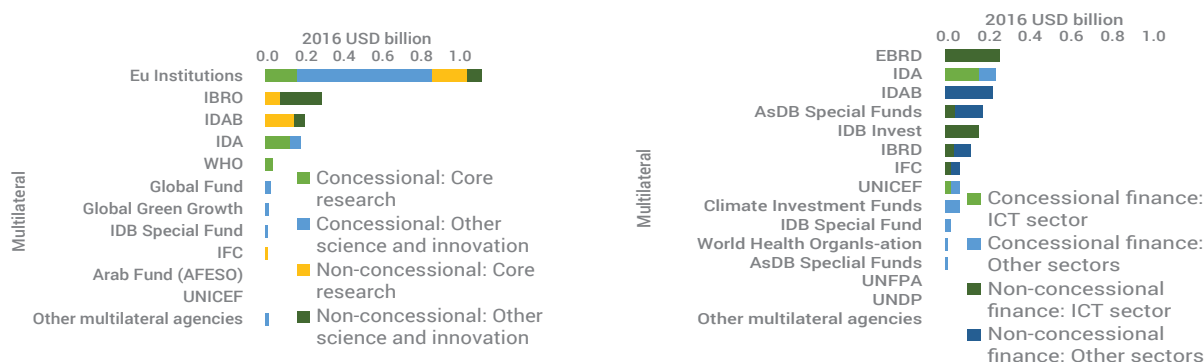 2016 USD billion
0.0 0.2 0.4 0.6 0.8 1.0
Multilateral
Eu Institutions
IBRO
IDAB
IDA
WHO
Global Fund
Global Green Growth
IDB Special Fund
IFC
Arab Fund (AFESO)
UNICEF
Other multilateral agencies
Concessional: Core
research
Concessional: Other
science and innovation
Non-concessional: Core
research
Non-concessional: Other
science and innovation
2016 USD billion
0.0 0.2 0.4 0.6 0.8 1.0
Multilateral
EBRD
IDA
IDAB
AsDB Special Funds
IDB Invest
IBRD
IFC
UNICEF
Climate Investment Funds
IDB Special Fund
World Health Organls-ation
AsDB Speclial Funds
UNFPA
UNDP
Other multilateral agencies
Concessional finance:
ICT sector
Concessional finance:
Other sectors
Non-concessional
finance: ICT sector
Non-concessional
finance: Other sectors